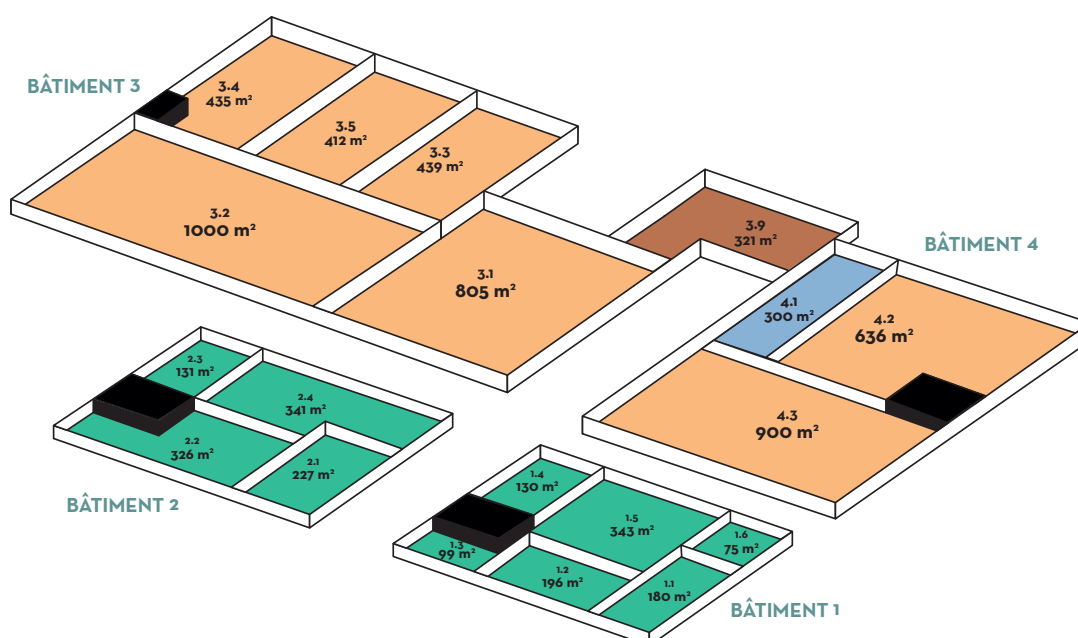 BÂTIMENT 3
3.4
435 m²
3.5
412 m²
3.3
439 m²
3.2
1000 m²
3.1
805 m²
3.9
321 m²
BÂTIMENT 4
4.1
300 m²
4.2
636 m²
4.3
900 m²
2.3
131 m²
2.4
341 m²
2.2
326 m²
2.1
227 m²
BÂTIMENT 2
1.4
130 m²
1.5
343 m²
1.6
75 m²
1.3
99 m²
1.2
196 m²
1.1
180 m²
BÂTIMENT 1